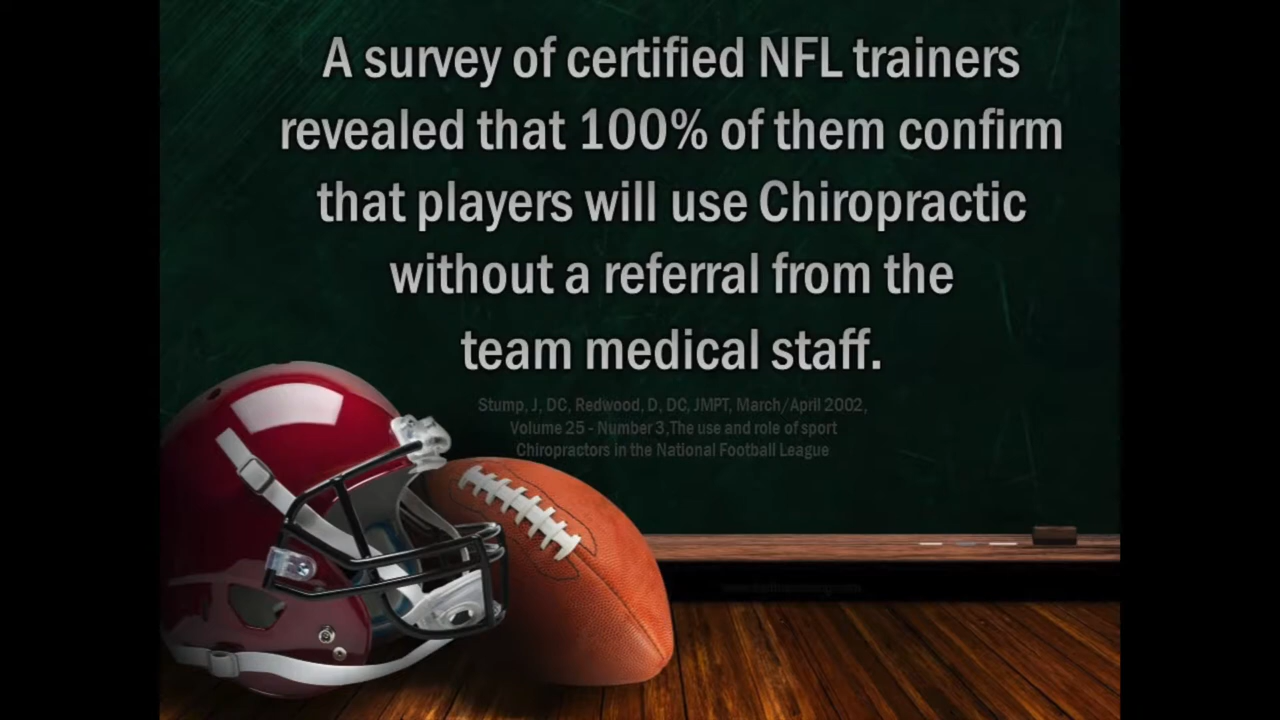 A survey of certified NFL trainers
revealed that 100% of them confirm
that players will use Chiropractic
without a referral from the
team medical staff.
Stump, J, DC, Redwood, D, DC, JMPT, March/April 2002,
Volume 25 - Number 3,The use and role of sport
Chiropractors in the National Football League